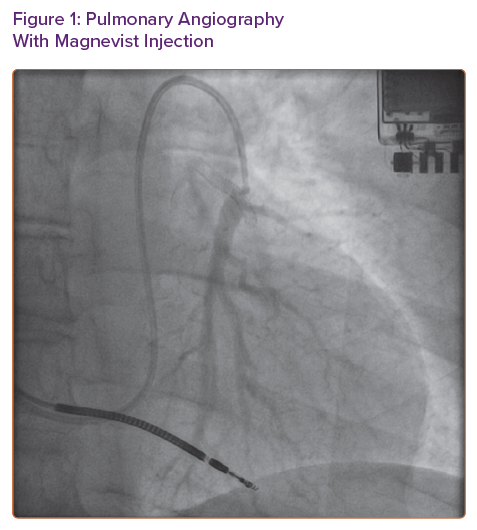 Figure 1: Pulmonary Angiography
With Magnevist Injection